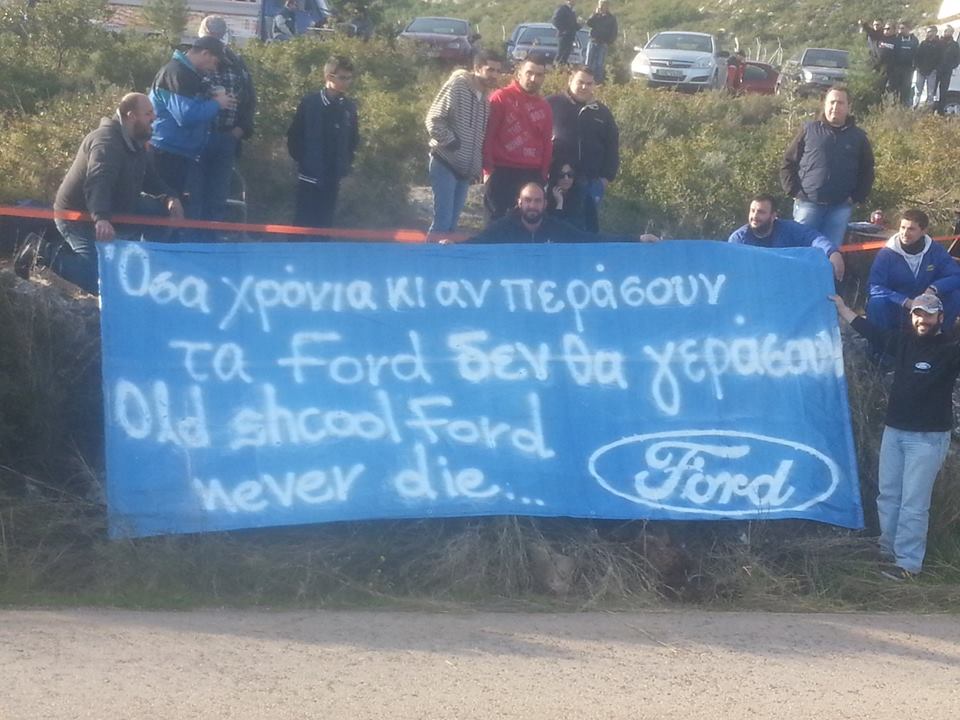 Όσα χρόνια κι αν περάσουν
τα Ford δεν θα γεράσουν
Old shcool Ford
never die...
Ford